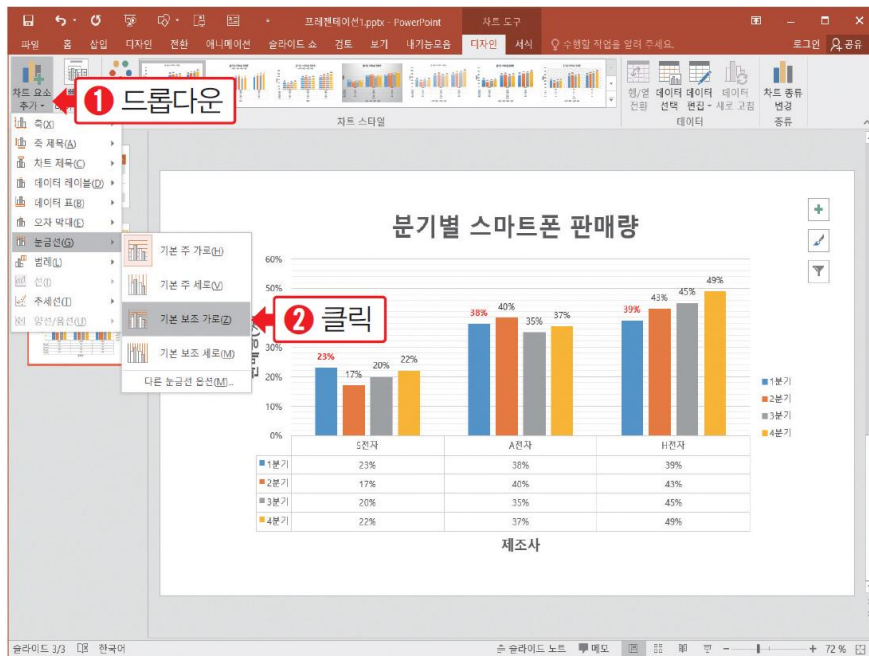 프레젠테이션1.pptx - PowerPoint
차트 도구
파일 홈 삽입 디자인 전환 애니메이션 슬라이드 쇼 검토 보기 내기능모음 디자인 서식 수행할 작업을 알려 주세요. 로그인 공유
차트 요소
추가
❶ 드롭다운
행/열 전환
데이터 선택
데이터 편집
데이터 새로 고침
차트 종류 변경
차트 스타일
데이터
종류
축(X)
축 제목(A)
차트 제목(C)
데이터 레이블(D)
데이터 표(B)
오차 막대(E)
눈금선(G)
범례(L)
선(I)
추세선(T)
양선/음선(U)
기본 주 가로(H)
기본 주 세로(V)
기본 보조 가로(Z)
기본 보조 세로(M)
다른 눈금선 옵션(M)...
❷ 클릭
분기별 스마트폰 판매량
60%
50%
30%
20%
10%
0%
23% 17% 20% 22%
38% 40% 35% 37%
39% 43% 45% 49%
1분기
2분기
3분기
4분기
S전자 A전자 H전자
1분기 23% 38% 39%
2분기 17% 40% 43%
3분기 20% 35% 45%
4분기 22% 37% 49%
제조사
슬라이드 3/3 한국어 슬라이드 노트 메모 72 %